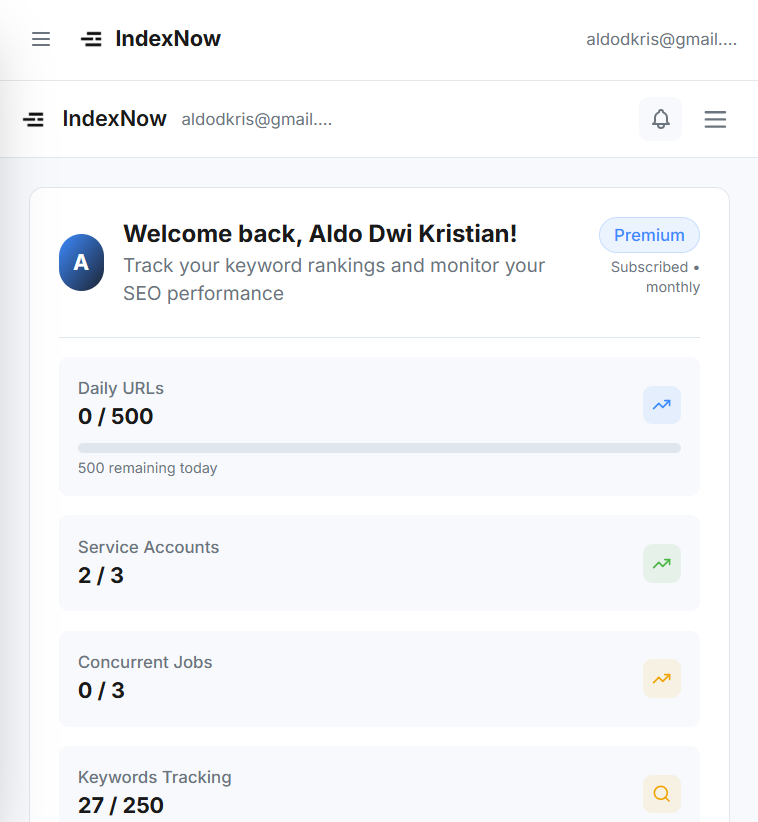 IndexNow
aldodkris@gmail....
IndexNow
aldodkris@gmail....
A
Welcome back, Aldo Dwi Kristian!
Track your keyword rankings and monitor your
SEO performance
Premium
Subscribed •
monthly
Daily URLs
0 / 500
500 remaining today
Service Accounts
2 / 3
Concurrent Jobs
0 / 3
Keywords Tracking
27 / 250